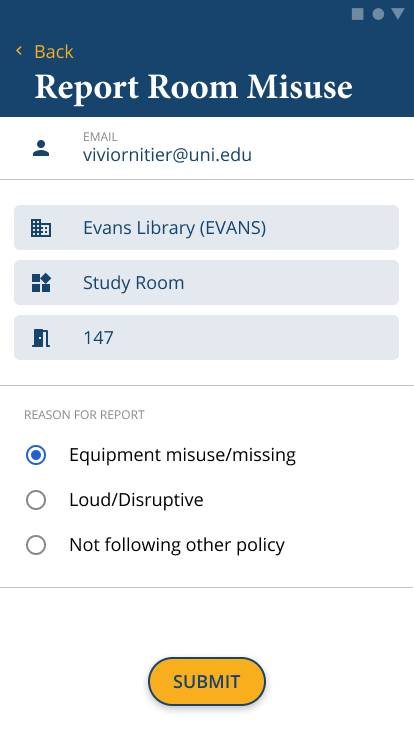 Back
Report Room Misuse
EMAIL
viviornitier@uni.edu
Evans Library (EVANS)
Study Room
147
REASON FOR REPORT
Equipment misuse/missing
Loud/Disruptive
Not following other policy
SUBMIT